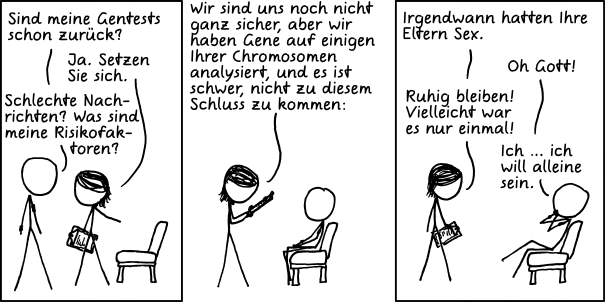 Sind meine Gentests
schon zurück?
Ja. Setzen
Sie sich.
Schlechte Nach-
richten? Was sind
meine Risikofak-
toren?
Wir sind uns noch nicht
ganz sicher, aber wir
haben Gene auf einigen
Ihrer Chromosomen
analysiert, und es ist
schwer, nicht zu diesem
Schluss zu kommen:
Irgendwann hatten Ihre
Eltern Sex.
Oh Gott!
Ruhig bleiben!
Vielleicht war
es nur einmal!
Ich ... ich
will alleine
sein.